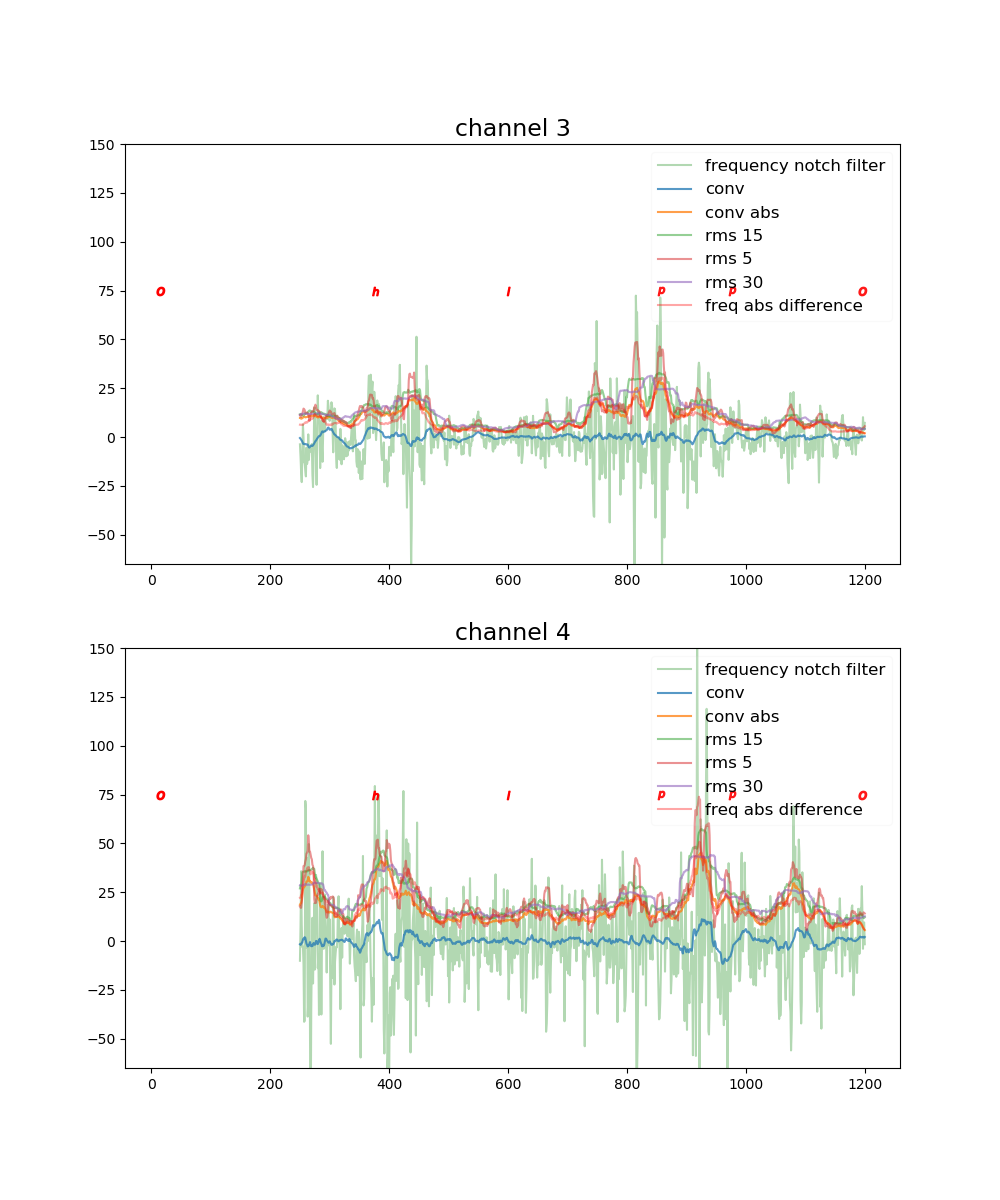 channel 3
150
125
100
75
50
25
0
−25
−50
frequency notch filter
conv
conv abs
rms 15
rms 5
rms 30
freq abs difference
o h l p p o
0 200 400 600 800 1000 1200
channel 4
150
125
100
75
50
25
0
−25
−50
frequency notch filter
conv
conv abs
rms 15
rms 5
rms 30
freq abs difference
o h l p p o
0 200 400 600 800 1000 1200